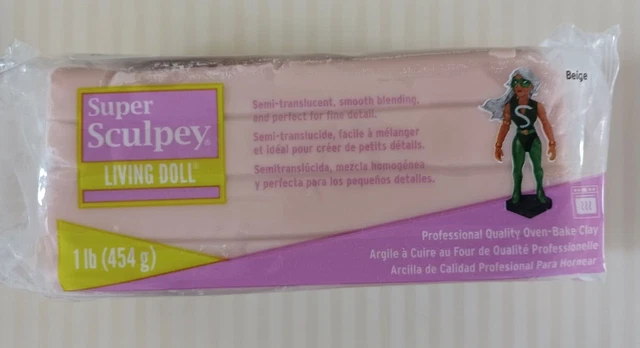 Super
Sculpey®
LIVING DOLL®
1 lb (454 g)
Semi-translucent, smooth blending,
and perfect for fine detail.
Semi-translucide, facile à mélanger
et idéal pour créer de petits détails.
Semitranslúcida, mezcla homogénea
y perfecta para los pequeños detalles.
Beige
S
Professional Quality Oven-Bake Clay
Argile à Cuire au Four de Qualité Professionelle
Arcilla de Calidad Profesional Para Hornear